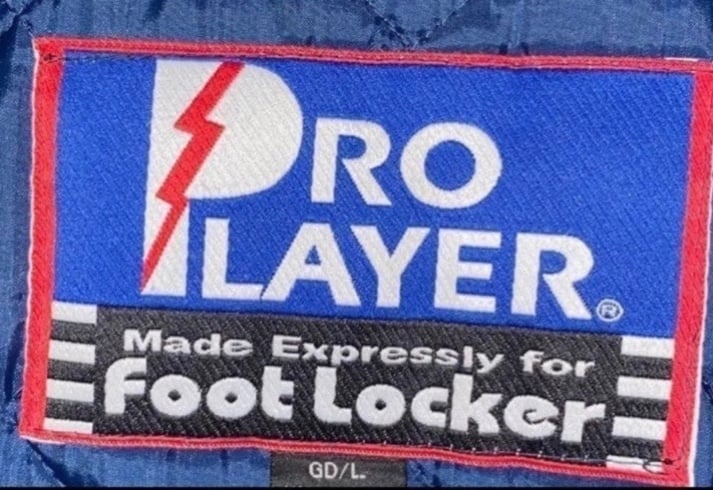 PRO
PLAYER®
Made Expressly for
Foot Locker
GD/L.